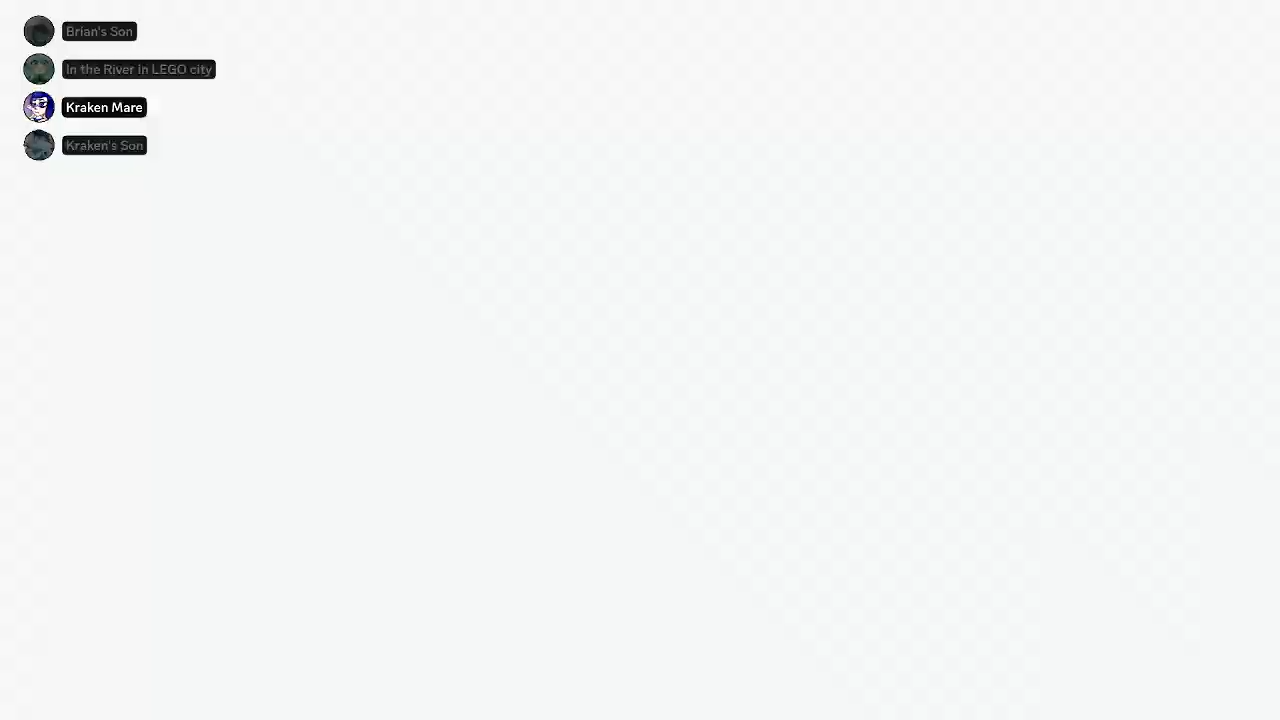 Brian's Son
In the River in LEGO city
Kraken Mare
Kraken's Son